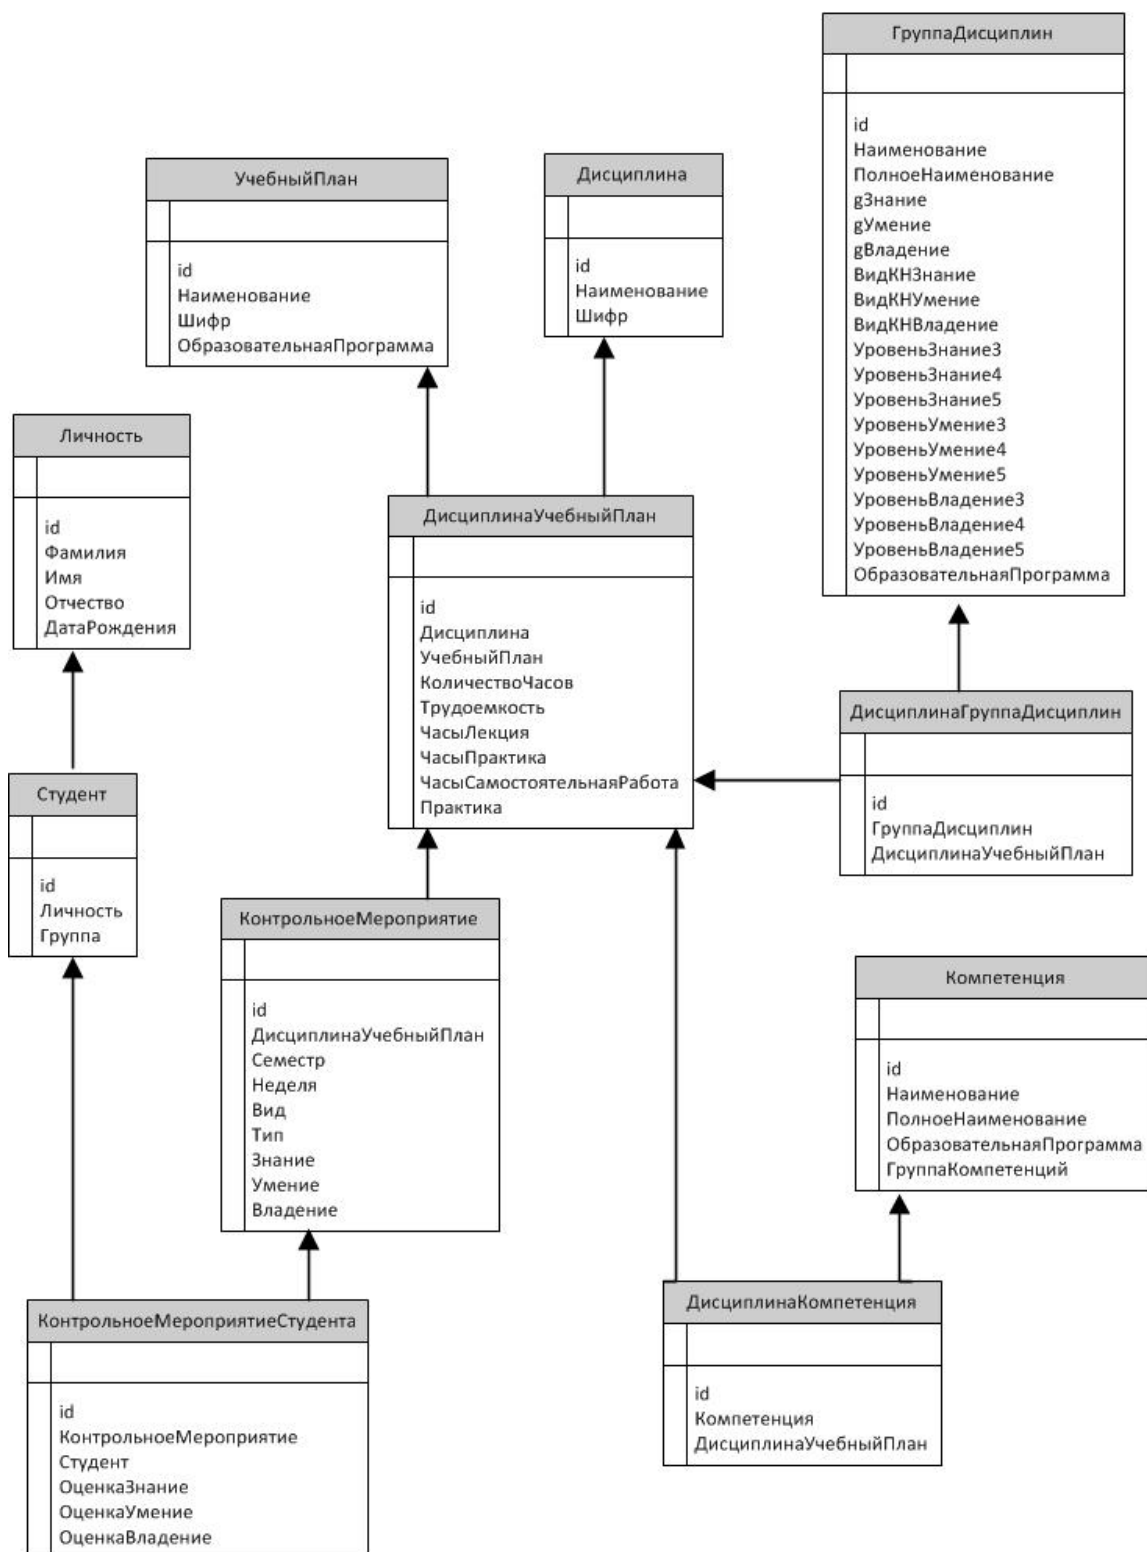 ГруппаДисциплин
id
Наименование
ПолноеНаименование
gЗнание
gУмение
gВладение
ВидКНЗнание
ВидКНУмение
ВидКНВладение
УровеньЗнание3
УровеньЗнание4
УровеньЗнание5
УровеньУмение3
УровеньУмение4
УровеньУмение5
УровеньВладение3
УровеньВладение4
УровеньВладение5
ОбразовательнаяПрограмма
УчебныйПлан
id
Наименование
Шифр
ОбразовательнаяПрограмма
Дисциплина
id
Наименование
Шифр
Личность
id
Фамилия
Имя
Отчество
ДатаРождения
ДисциплинаУчебныйПлан
id
Дисциплина
УчебныйПлан
КоличествоЧасов
Трудоемкость
ЧасыЛекция
ЧасыПрактика
ЧасыСамостоятельнаяРабота
Практика
ДисциплинаГруппаДисциплин
id
ГруппаДисциплин
ДисциплинаУчебныйПлан
Студент
id
Личность
Группа
КонтрольноеМероприятие
id
ДисциплинаУчебныйПлан
Семестр
Неделя
Вид
Тип
Знание
Умение
Владение
Компетенция
id
Наименование
ПолноеНаименование
ОбразовательнаяПрограмма
ГруппаКомпетенций
КонтрольноеМероприятиеСтудента
id
КонтрольноеМероприятие
Студент
ОценкаЗнание
ОценкаУмение
ОценкаВладение
ДисциплинаКомпетенция
id
Компетенция
ДисциплинаУчебныйПлан